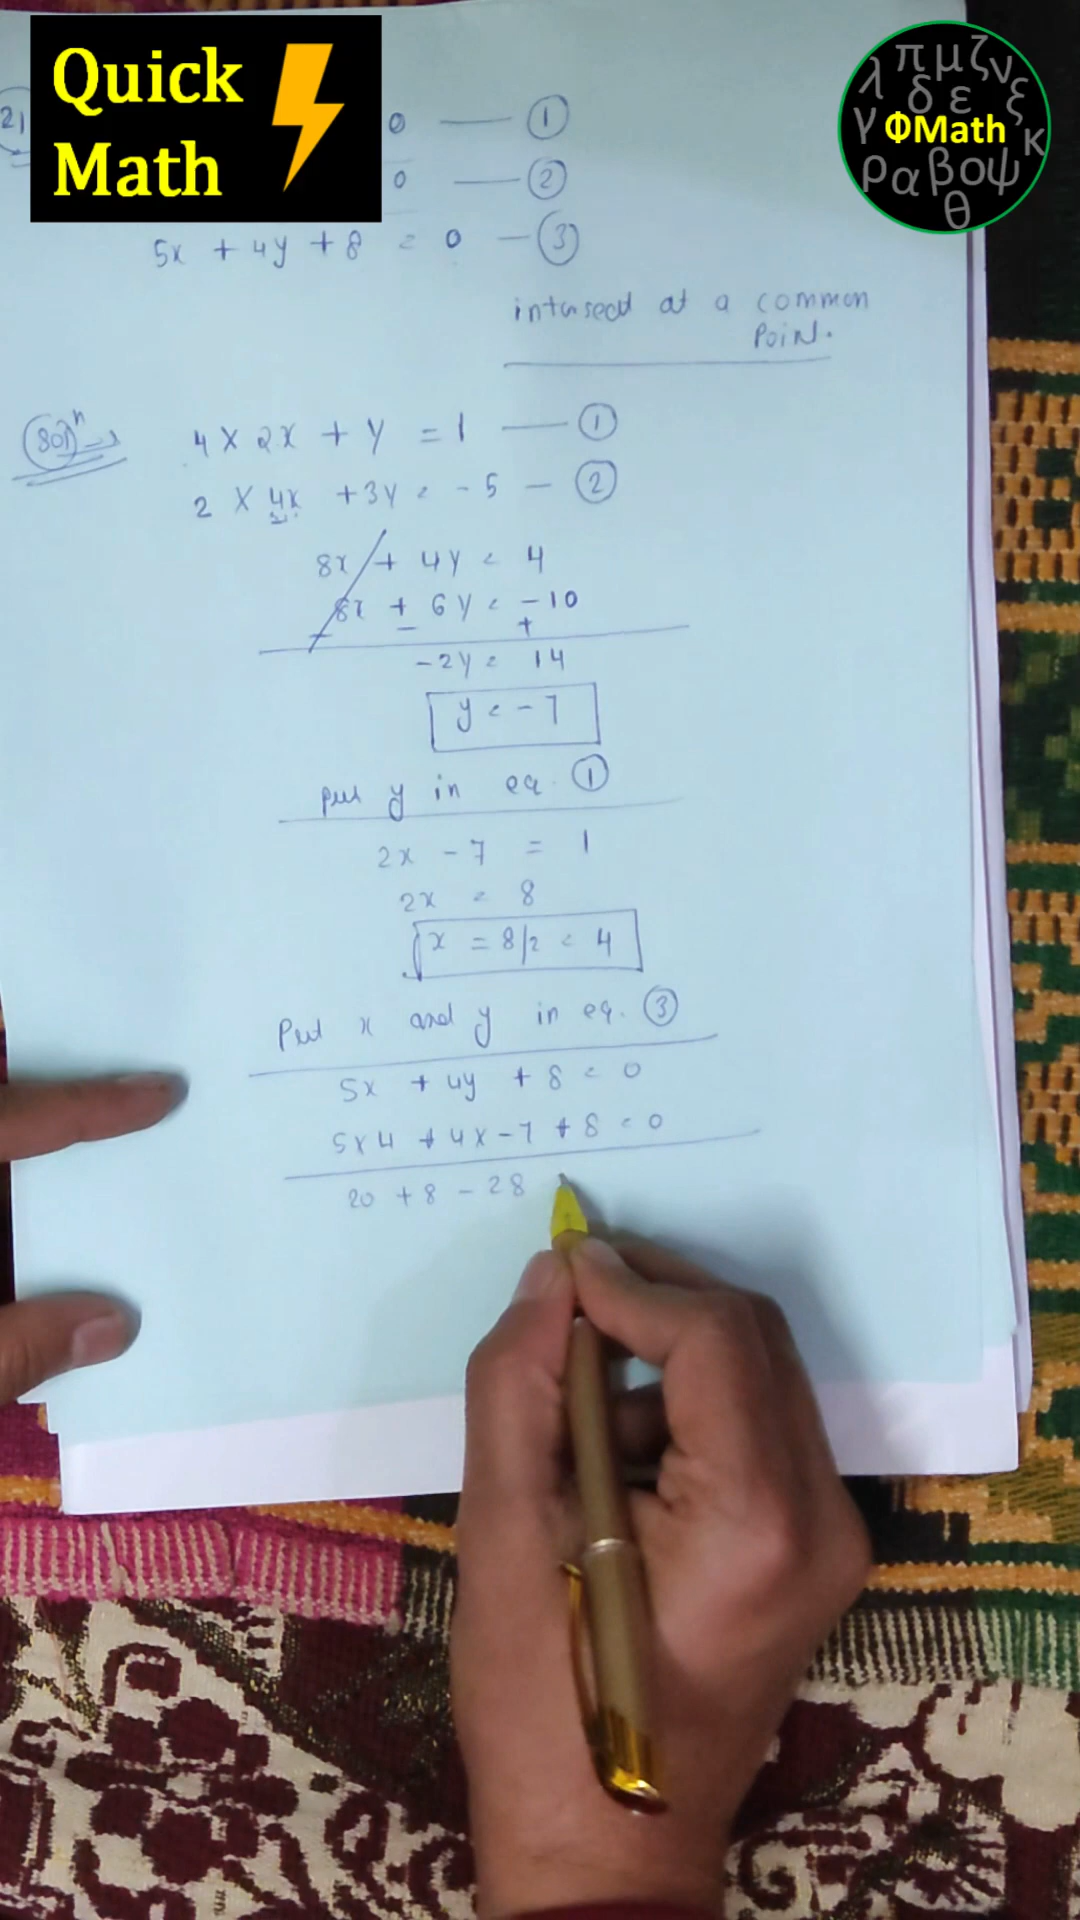 Quick
Math
π μ ζ ν
λ δ ε ξ
γ ΦMath κ
ρ α β ο ψ
θ
21
0 — ①
0 — ②
5x + 4y + 8 = 0 — ③
intersect at a common
Point.
Solⁿ →
4 × 2x + y = 1 — ①
2 × 4x + 3y = -5 — ②
8x + 4y = 4
8x + 6y = -10
- - +
-2y = 14
y = -7
put y in eq. ①
2x - 7 = 1
2x = 8
x = 8/2 = 4
Put x and y in eq. ③
5x + 4y + 8 = 0
5x4 + 4x-7 + 8 = 0
20 + 8 - 28